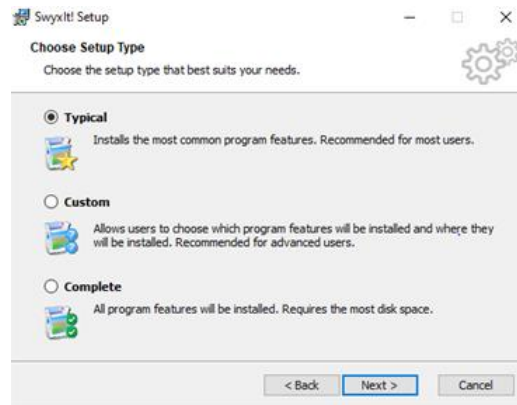 SwyxIt! Setup
Choose Setup Type
Choose the setup type that best suits your needs.
Typical
Installs the most common program features. Recommended for most users.
Custom
Allows users to choose which program features will be installed and where they
will be installed. Recommended for advanced users.
Complete
All program features will be installed. Requires the most disk space.
< Back Next > Cancel